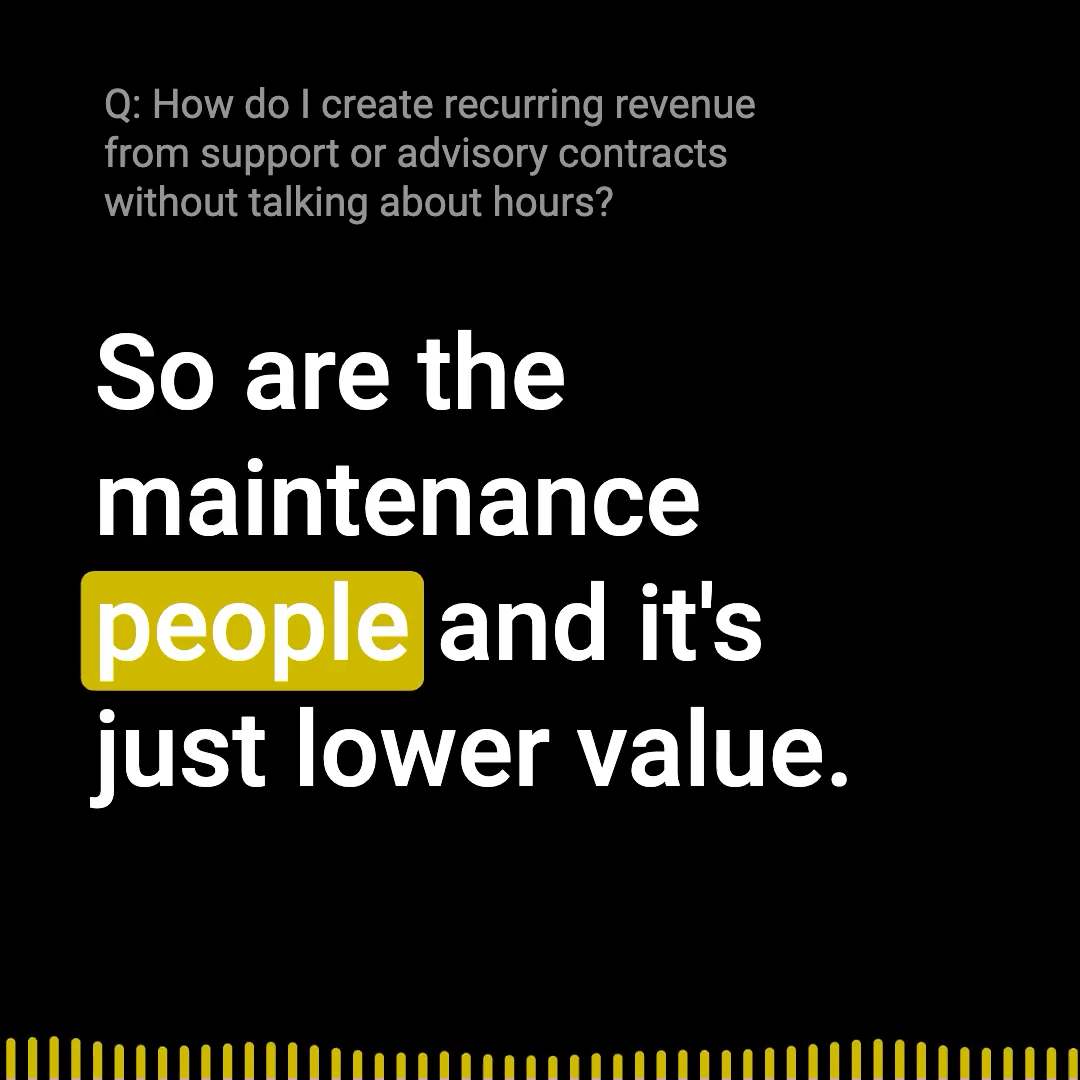 Q: How do I create recurring revenue
from support or advisory contracts
without talking about hours?
So are the
maintenance
people and it's
just lower value.